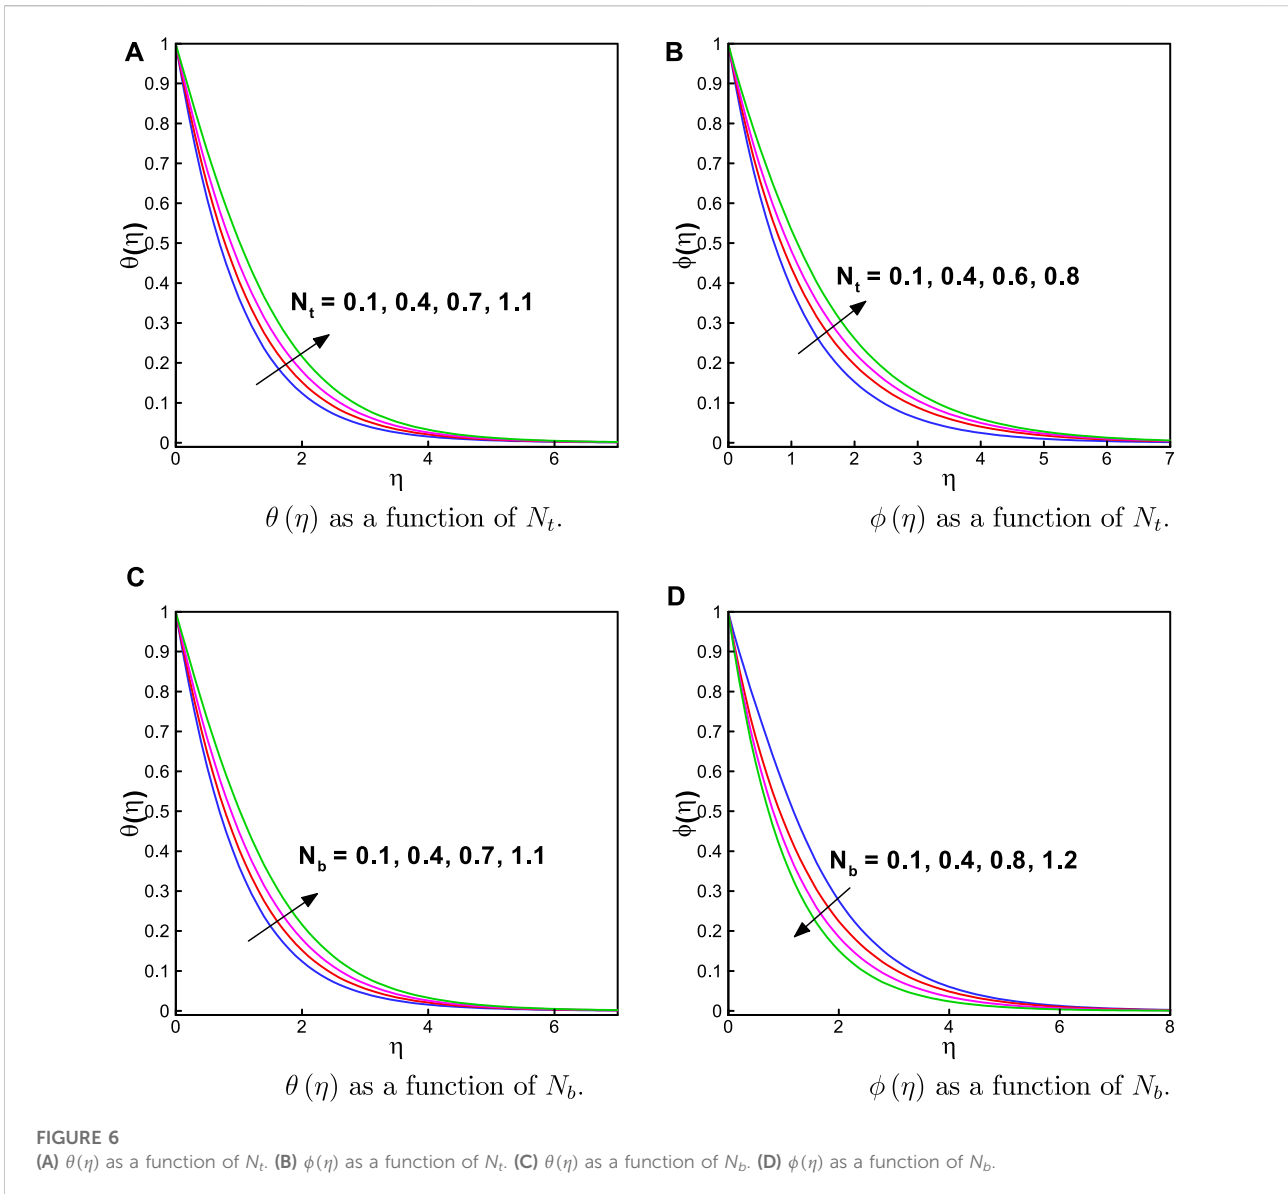 A
1
0.9
0.8
0.7
0.6
0.5
0.4
0.3
0.2
0.1
0
θ(η)
N_t = 0.1, 0.4, 0.7, 1.1
0 2 4 6
η
θ (η) as a function of N_t.
B
1
0.9
0.8
0.7
0.6
0.5
0.4
0.3
0.2
0.1
0
ϕ(η)
N_t = 0.1, 0.4, 0.6, 0.8
0 1 2 3 4 5 6 7
η
ϕ (η) as a function of N_t.
C
1
0.9
0.8
0.7
0.6
0.5
0.4
0.3
0.2
0.1
0
θ(η)
N_b = 0.1, 0.4, 0.7, 1.1
0 2 4 6
η
θ (η) as a function of N_b.
D
1
0.9
0.8
0.7
0.6
0.5
0.4
0.3
0.2
0.1
0
ϕ(η)
N_b = 0.1, 0.4, 0.8, 1.2
0 2 4 6 8
η
ϕ (η) as a function of N_b.
FIGURE 6
(A) θ(η) as a function of N_t. (B) ϕ(η) as a function of N_t. (C) θ(η) as a function of N_b. (D) ϕ(η) as a function of N_b.